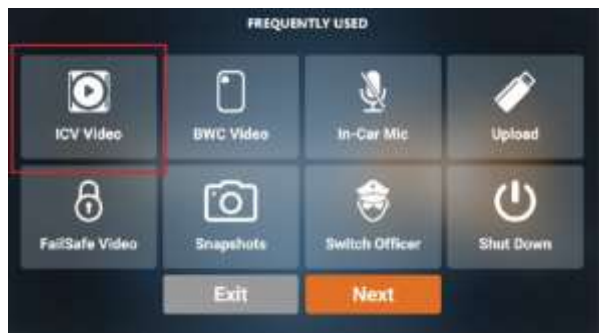 FREQUENTLY USED
ICV Video
BWC Video
In-Car Mic
Upload
FailSafe Video
Snapshots
Switch Officer
Shut Down
Exit
Next